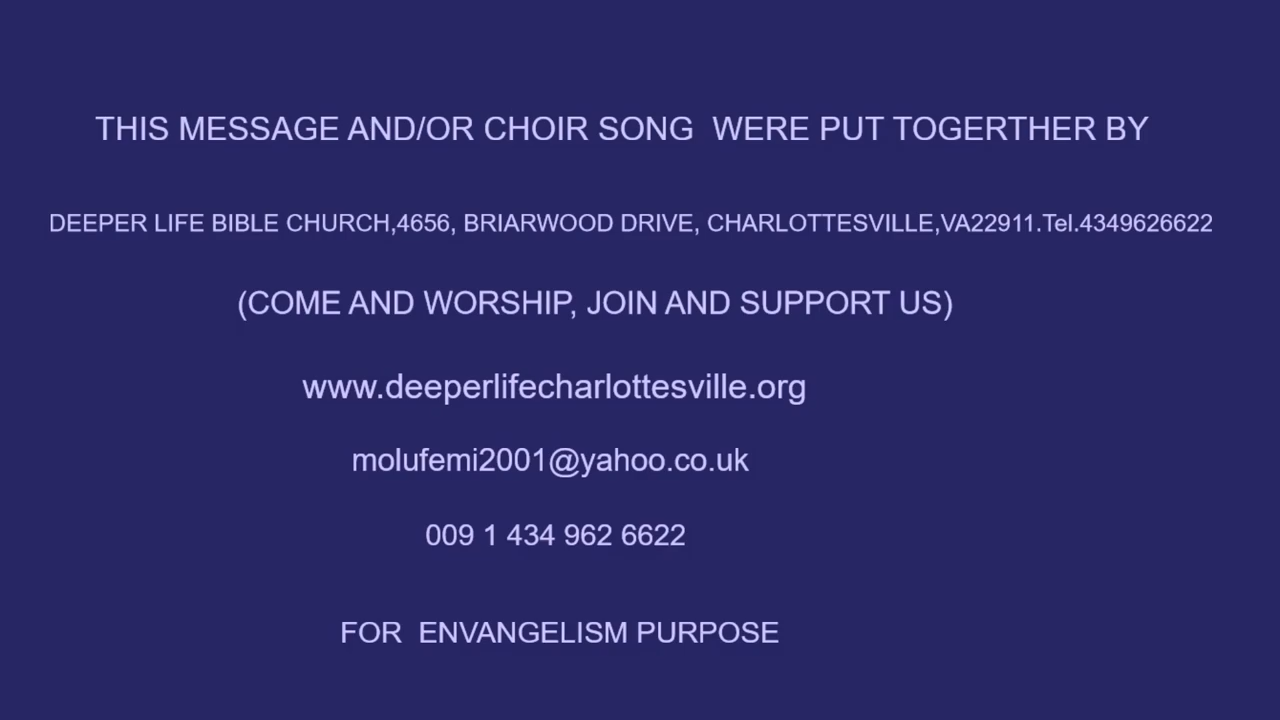 THIS MESSAGE AND/OR CHOIR SONG  WERE PUT TOGERTHER BY
DEEPER LIFE BIBLE CHURCH,4656, BRIARWOOD DRIVE, CHARLOTTESVILLE,VA22911.Tel.4349626622
(COME AND WORSHIP, JOIN AND SUPPORT US)
www.deeperlifecharlottesville.org
molufemi2001@yahoo.co.uk
009 1 434 962 6622
FOR  ENVANGELISM PURPOSE